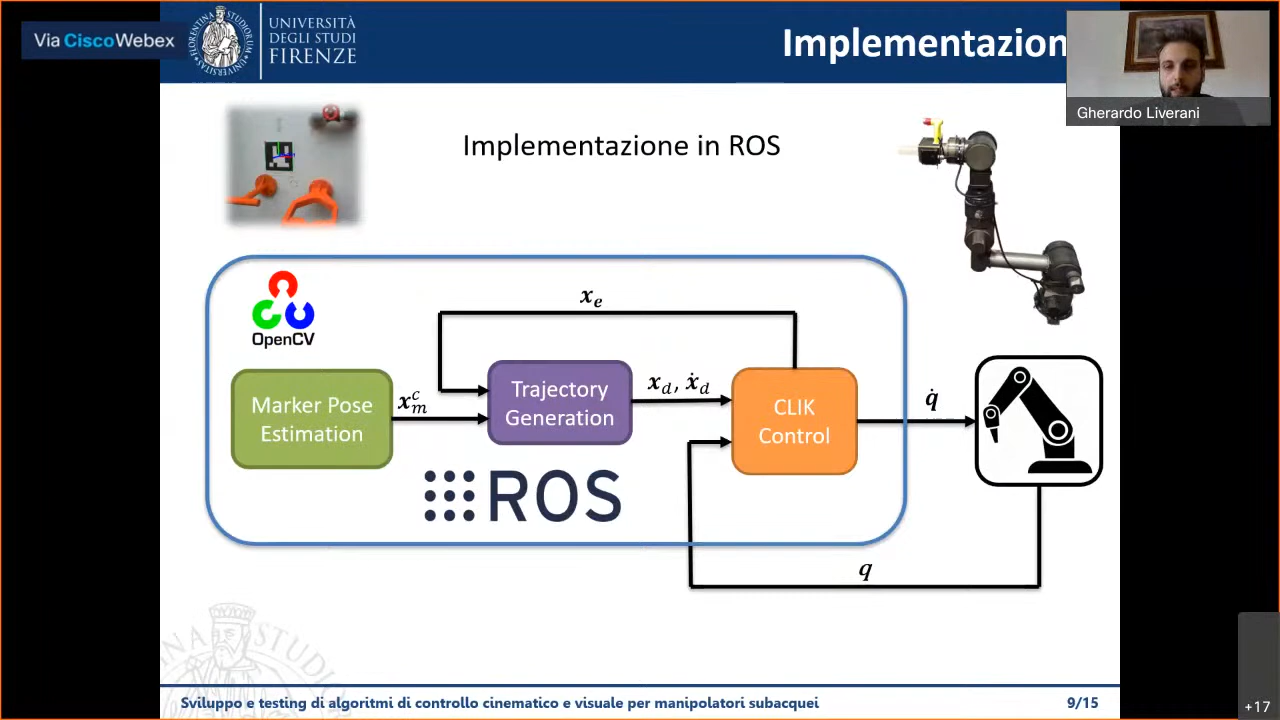 Via Cisco Webex
UNIVERSITÀ
DEGLI STUDI
FIRENZE
Implementazion
Gherardo Liverani
Implementazione in ROS
OpenCV
x_e
Marker Pose
Estimation
x_m^c
Trajectory
Generation
x_d, ẋ_d
CLIK
Control
q̇
ROS
q
Sviluppo e testing di algoritmi di controllo cinematico e visuale per manipolatori subacquei
9/15
+17